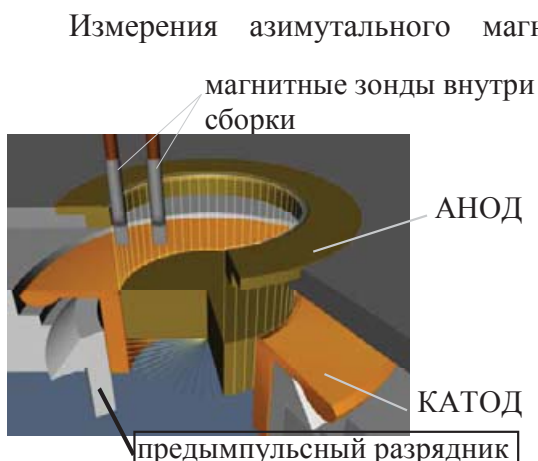 Измерения азимутального магн
магнитные зонды внутри
сборки
АНОД
КАТОД
предымпульсный разрядник